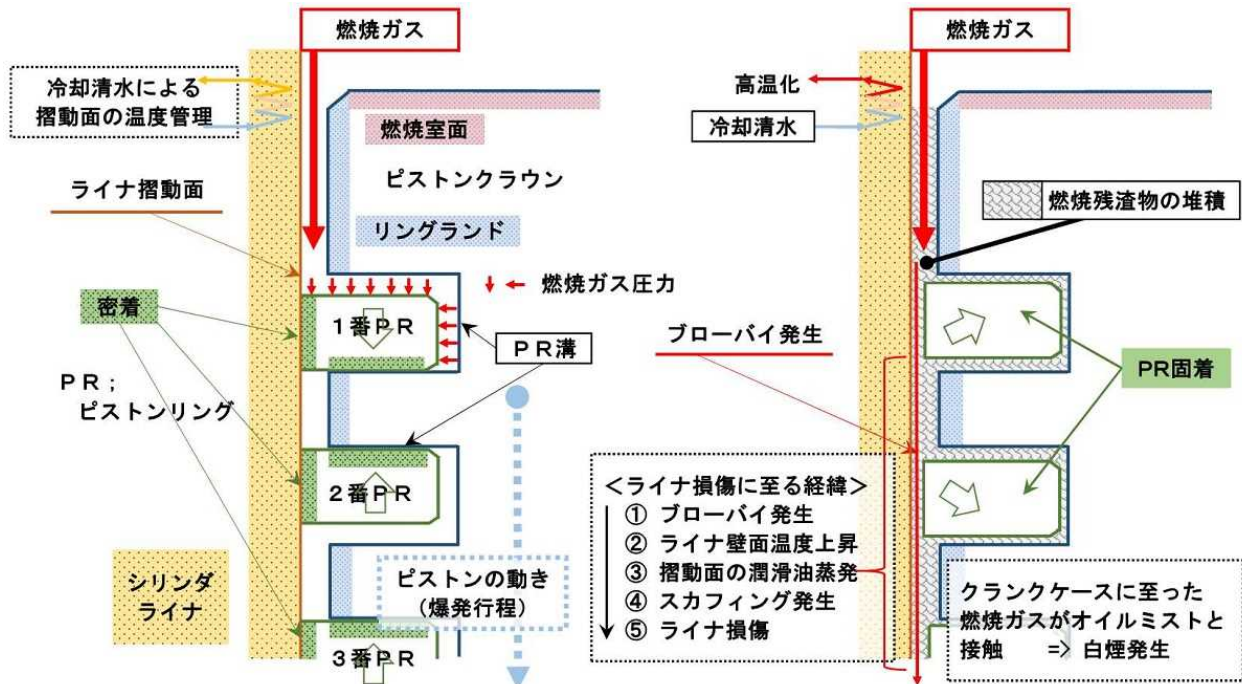 燃焼ガス
冷却清水による
摺動面の温度管理
燃焼室面
ピストンクラウン
ライナ摺動面
リングランド
燃焼ガス圧力
密着
1番PR
PR溝
PR;
ピストンリング
2番PR
シリンダ
ライナ
ピストンの動き
(爆発行程)
3番PR
燃焼ガス
高温化
冷却清水
燃焼残渣物の堆積
ブローバイ発生
PR固着
<ライナ損傷に至る経緯>
① ブローバイ発生
② ライナ壁面温度上昇
③ 摺動面の潤滑油蒸発
④ スカフィング発生
⑤ ライナ損傷
クランクケースに至った
燃焼ガスがオイルミストと
接触 => 白煙発生